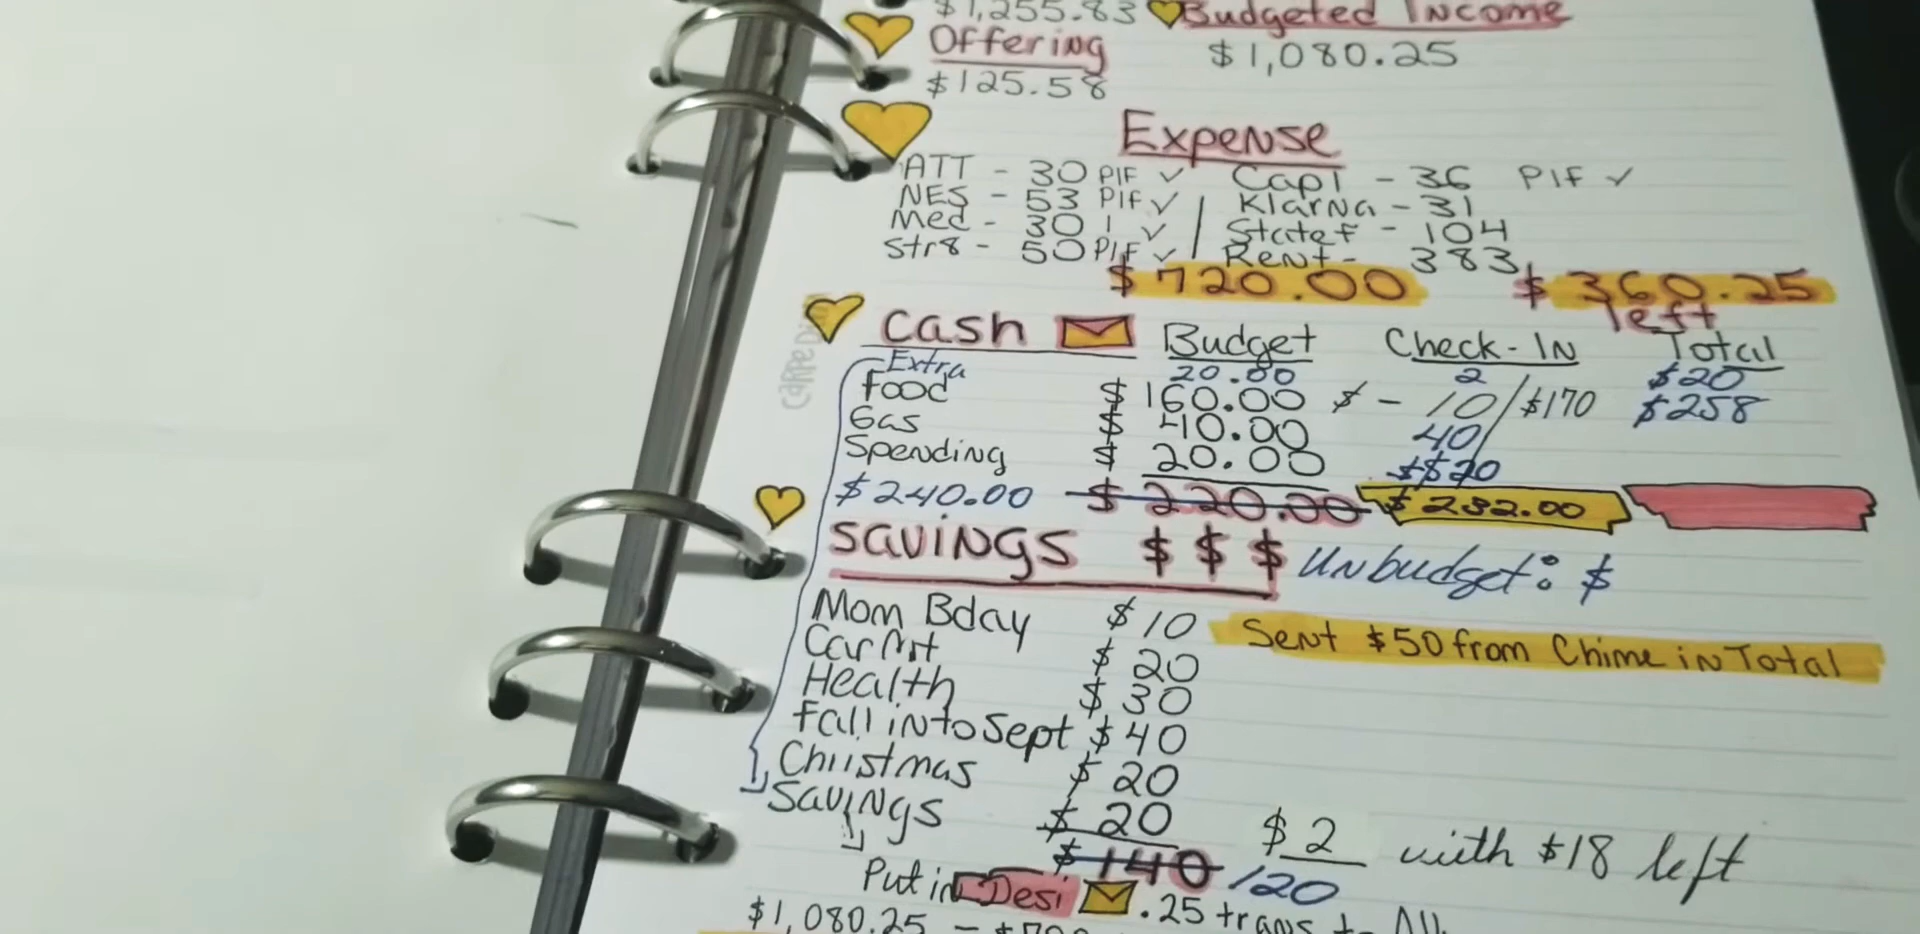 $1,255.83 Budgeted Income
Offering $1,080.25
$125.58
Expense
ATT - 30 PIF ✓ Cap1 - 36 PIF ✓
NES - 53 PIF ✓ Klarna - 31
Med - 30 ✓ Statef - 104
Str8 - 50 PIF ✓ Rent - 383
$720.00 $360.25
left
Cash Budget Check-In Total
Extra 20.00 2 $20
Food $160.00 $ - 10 / $170 $258
Gas $40.00 40
Spending $20.00 $20
$240.00 $220.00 $232.00
Savings $ $ $ Unbudget: $
Mom Bday $10 Sent $50 from Chime in Total
Car $20
Health $30
Fall into Sept $40
Christmas $20
Savings $20 $2 with $18 left
$140 120
Put in Desi .25 trans to
$1,080.25 -
carpe